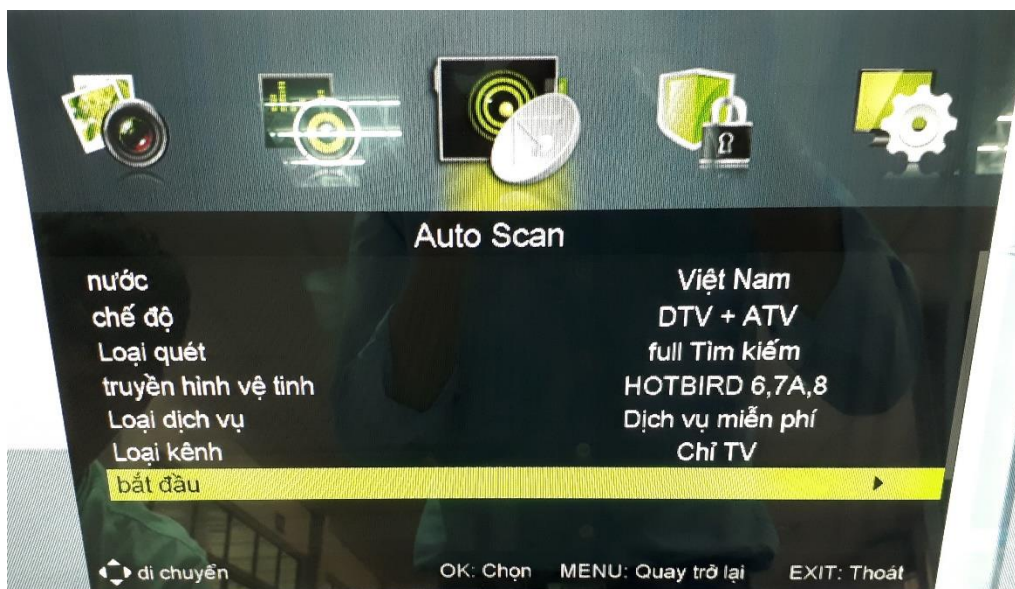 Auto Scan
nước Việt Nam
chế độ DTV + ATV
Loại quét full Tìm kiếm
truyền hình vệ tinh HOTBIRD 6,7A,8
Loại dịch vụ Dịch vụ miễn phí
Loại kênh Chỉ TV
bắt đầu
di chuyển OK: Chọn MENU: Quay trở lại EXIT: Thoát